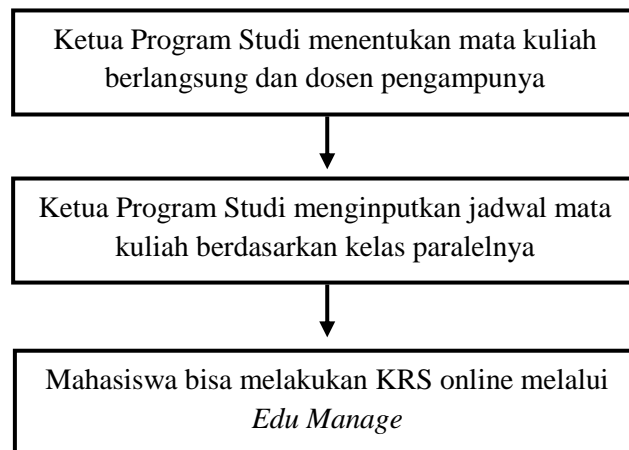 Ketua Program Studi menentukan mata kuliah
berlangsung dan dosen pengampunya
Ketua Program Studi menginputkan jadwal mata
kuliah berdasarkan kelas paralelnya
Mahasiswa bisa melakukan KRS online melalui
Edu Manage